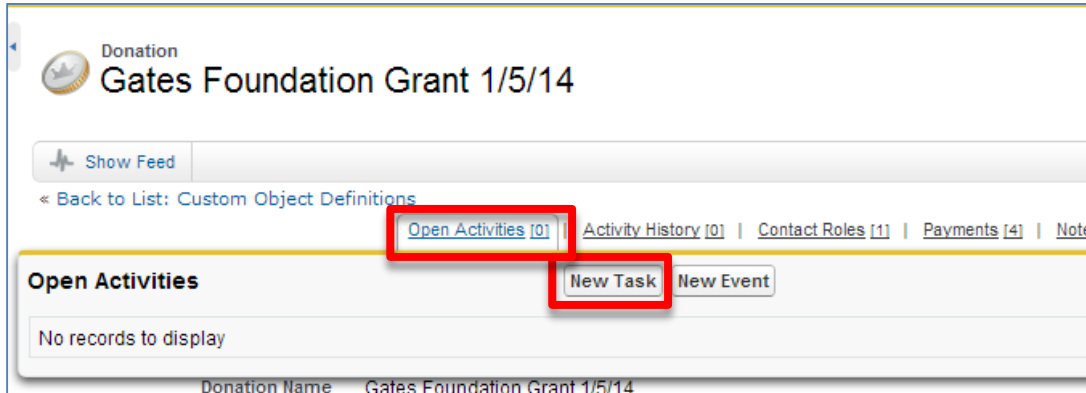 Donation
Gates Foundation Grant 1/5/14
Show Feed
« Back to List: Custom Object Definitions
Open Activities [0] | Activity History [0] | Contact Roles [1] | Payments [4] | Note
Open Activities New Task New Event
No records to display
Donation Name Gates Foundation Grant 1/5/14